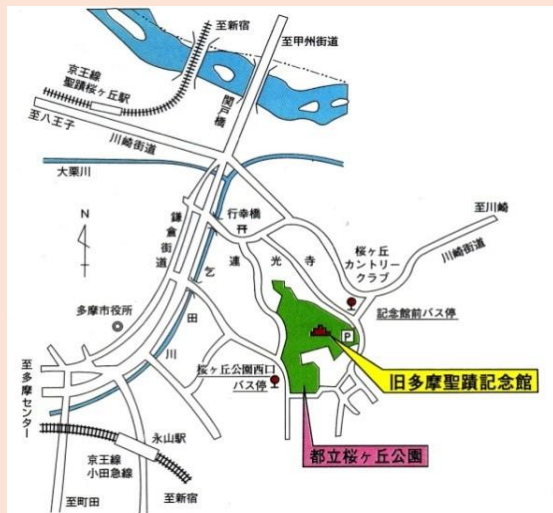 至新宿
至甲州街道
京王線
聖蹟桜ヶ丘駅
関戸橋
至八王子
川崎街道
大栗川
至川崎
川崎街道
行幸橋
N
鎌倉街道
連光寺
桜ヶ丘
カントリー
クラブ
乞田川
記念館前バス停
多摩市役所
P
桜ヶ丘公園西口
バス停
旧多摩聖蹟記念館
至多摩センター
都立桜ヶ丘公園
永山駅
京王線
小田急線
至町田
至新宿